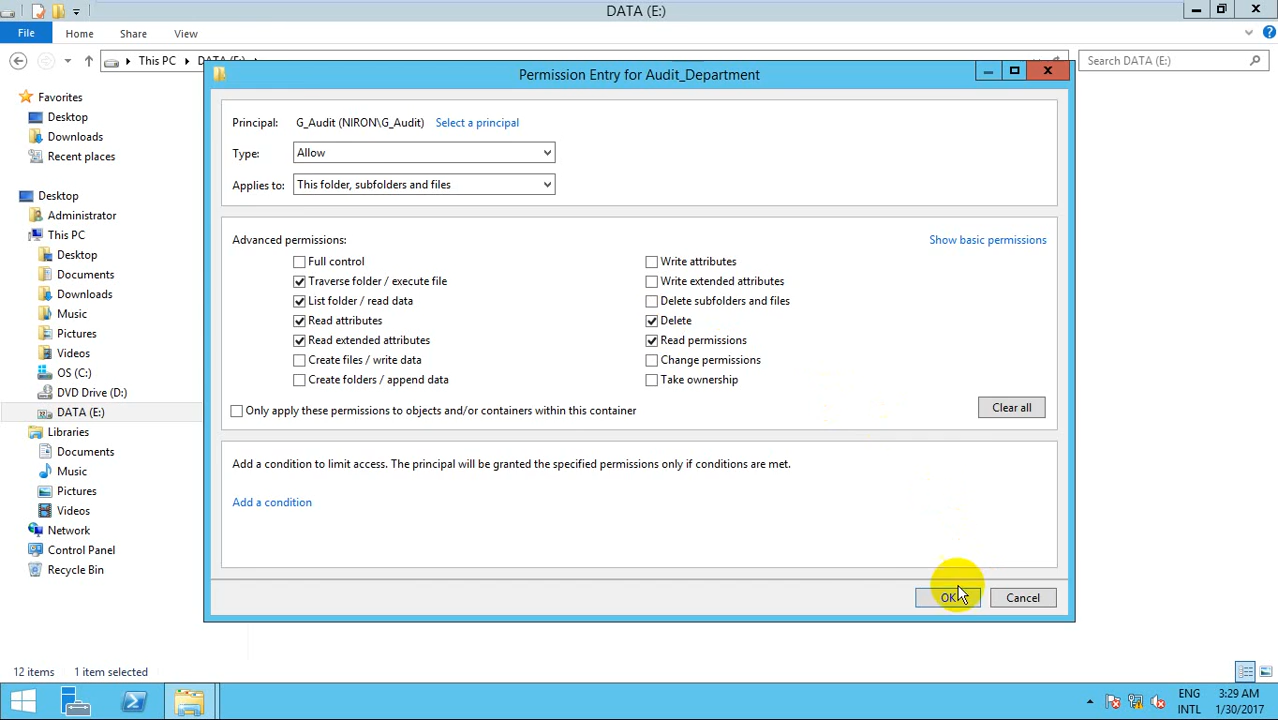 DATA (E:)
File Home Share View
This PC DATA (E:)
Search DATA (E:)
Favorites
Desktop
Downloads
Recent places
Desktop
Administrator
This PC
Desktop
Documents
Downloads
Music
Pictures
Videos
OS (C:)
DVD Drive (D:)
DATA (E:)
Libraries
Documents
Music
Pictures
Videos
Network
Control Panel
Recycle Bin
Permission Entry for Audit_Department
Principal: G_Audit (NIRON\G_Audit) Select a principal
Type: Allow
Applies to: This folder, subfolders and files
Advanced permissions: Show basic permissions
Full control
Traverse folder / execute file
List folder / read data
Read attributes
Read extended attributes
Create files / write data
Create folders / append data
Write attributes
Write extended attributes
Delete subfolders and files
Delete
Read permissions
Change permissions
Take ownership
Only apply these permissions to objects and/or containers within this container
Clear all
Add a condition to limit access. The principal will be granted the specified permissions only if conditions are met.
Add a condition
OK Cancel
12 items 1 item selected
ENG 3:29 AM
INTL 1/30/2017